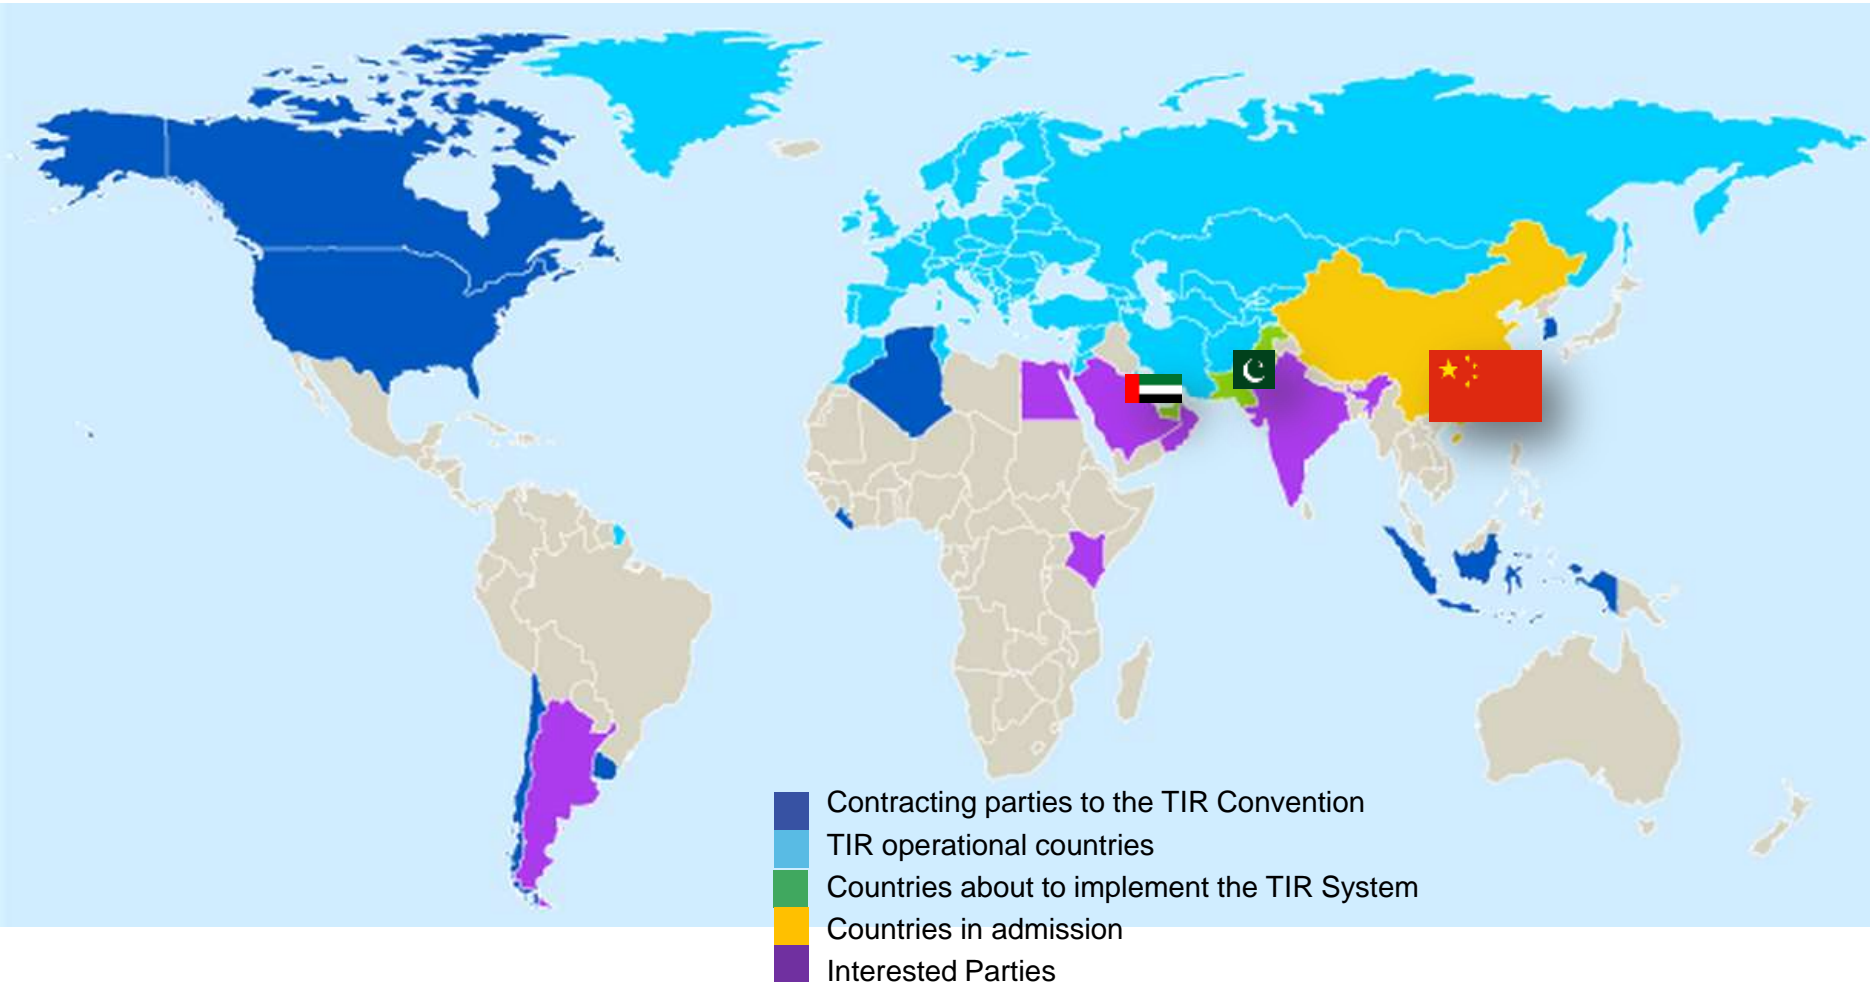 Contracting parties to the TIR Convention
TIR operational countries
Countries about to implement the TIR System
Countries in admission
Interested Parties